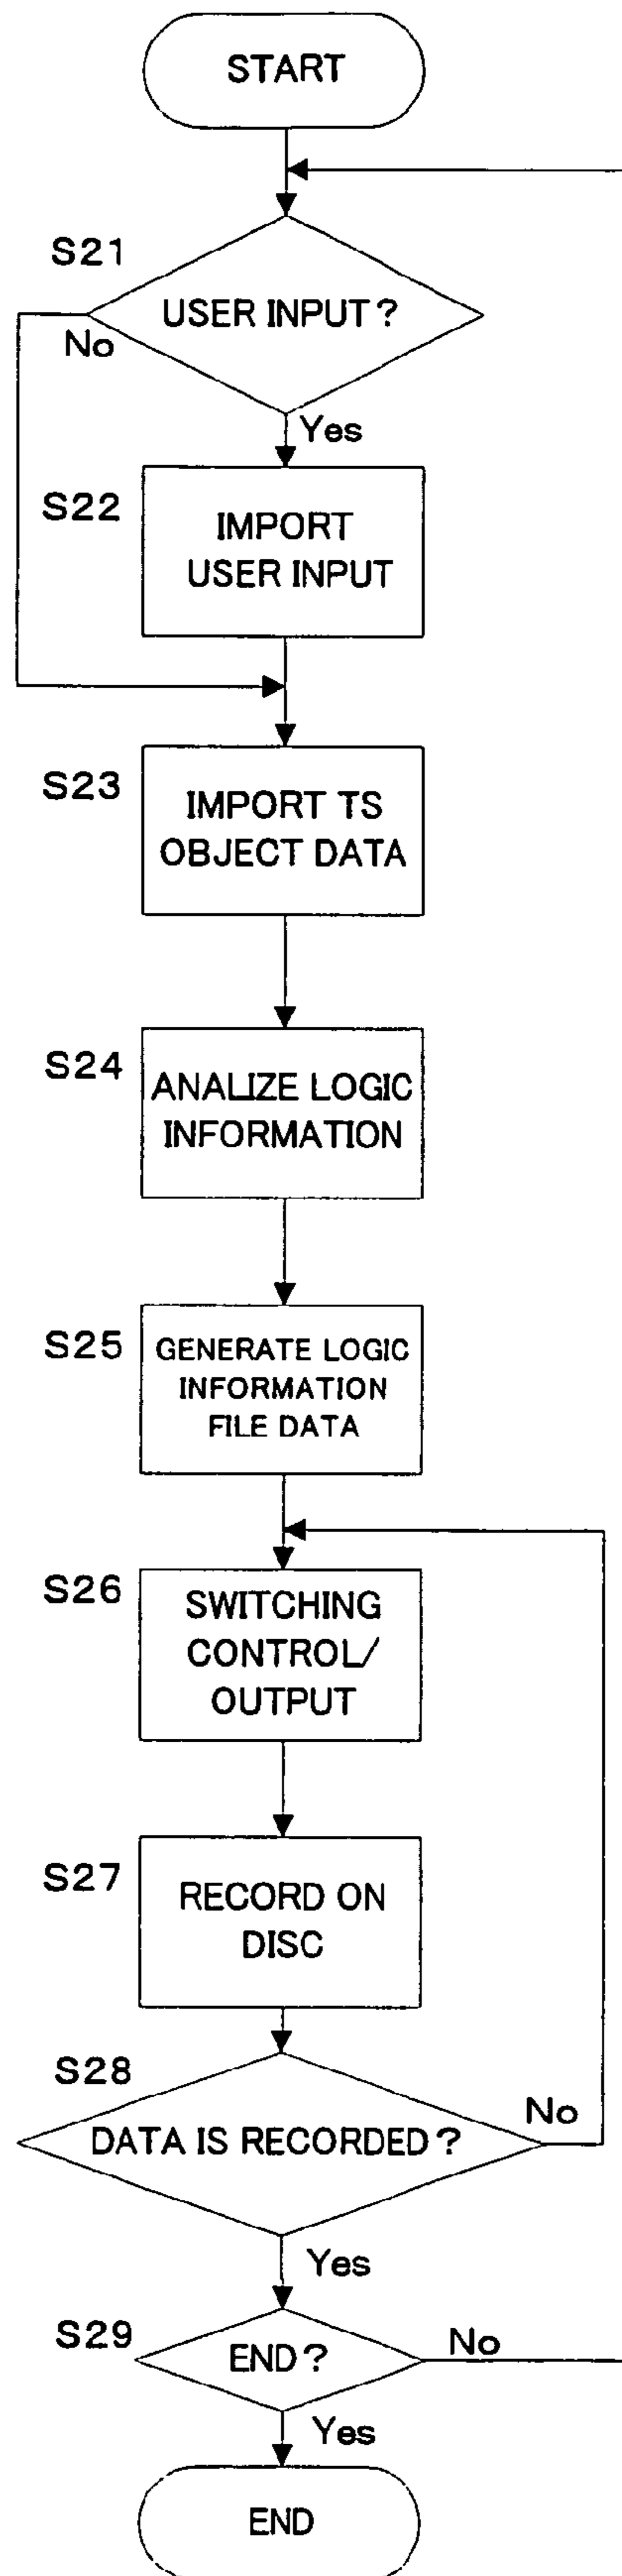 START
S21
USER INPUT?
No
Yes
S22
IMPORT
USER INPUT
S23
IMPORT TS
OBJECT DATA
S24
ANALIZE LOGIC
INFORMATION
S25
GENERATE LOGIC
INFORMATION
FILE DATA
S26
SWITCHING
CONTROL/
OUTPUT
S27
RECORD ON
DISC
S28
No
DATA IS RECORDED?
Yes
S29
END?
No
Yes
END